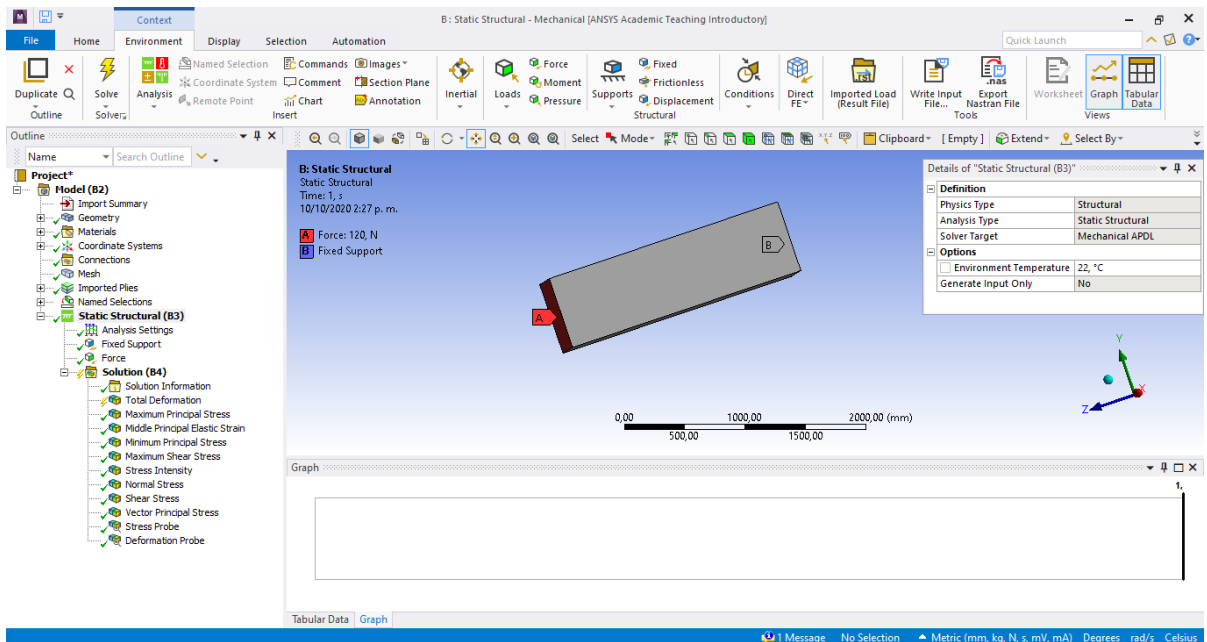 Context
B : Static Structural - Mechanical [ANSYS Academic Teaching Introductory]
File Home Environment Display Selection Automation
Quick Launch
Duplicate
Outline
Solve
Solvers
Analysis
Named Selection
Coordinate System
Remote Point
Commands
Comment
Chart
Images
Section Plane
Annotation
Insert
Inertial
Loads
Force
Moment
Pressure
Supports
Fixed
Frictionless
Displacement
Conditions
Direct FE
Structural
Imported Load (Result File)
Write Input File...
.nas
Export Nastran File
Tools
Worksheet
Graph
Tabular Data
Views
Outline
Name Search Outline
Select Mode Clipboard [ Empty ] Extend Select By
Project*
Model (B2)
Import Summary
Geometry
Materials
Coordinate Systems
Connections
Mesh
Imported Plies
Named Selections
Static Structural (B3)
Analysis Settings
Fixed Support
Force
Solution (B4)
Solution Information
Total Deformation
Maximum Principal Stress
Middle Principal Elastic Strain
Minimum Principal Stress
Maximum Shear Stress
Stress Intensity
Normal Stress
Shear Stress
Vector Principal Stress
Stress Probe
Deformation Probe
B: Static Structural
Static Structural
Time: 1, s
10/10/2020 2:27 p. m.
A Force: 120, N
B Fixed Support
B
A
0,00 1000,00 2000,00 (mm)
500,00 1500,00
Y
X
Z
Details of "Static Structural (B3)"
Definition
Physics Type Structural
Analysis Type Static Structural
Solver Target Mechanical APDL
Options
Environment Temperature 22, °C
Generate Input Only No
Graph
1,
Tabular Data Graph
1 Message No Selection Metric (mm, kg, N, s, mV, mA) Degrees rad/s Celsius